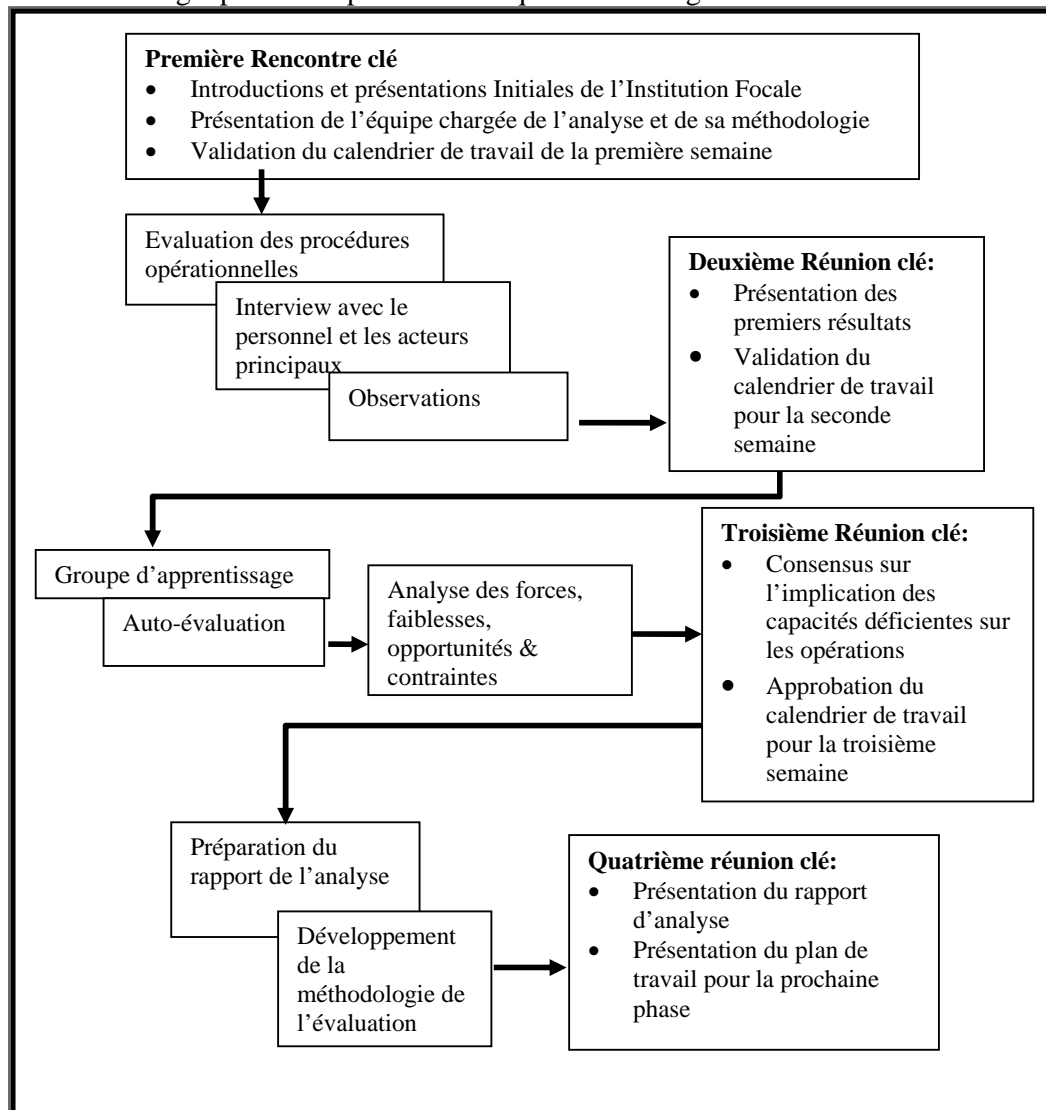 Première Rencontre clé
• Introductions et présentations Initiales de l’Institution Focale
• Présentation de l’équipe chargée de l’analyse et de sa méthodologie
• Validation du calendrier de travail de la première semaine
Evaluation des procédures
opérationnelles
Interview avec le
personnel et les acteurs
principaux
Observations
Deuxième Réunion clé:
• Présentation des
premiers résultats
• Validation du
calendrier de travail
pour la seconde
semaine
Groupe d’apprentissage
Auto-évaluation
Analyse des forces,
faiblesses,
opportunités &
contraintes
Troisième Réunion clé:
• Consensus sur
l’implication des
capacités déficientes sur
les opérations
• Approbation du
calendrier de travail
pour la troisième
semaine
Préparation du
rapport de l’analyse
Développement
de la
méthodologie de
l’évaluation
Quatrième réunion clé:
• Présentation du rapport
d’analyse
• Présentation du plan de
travail pour la prochaine
phase